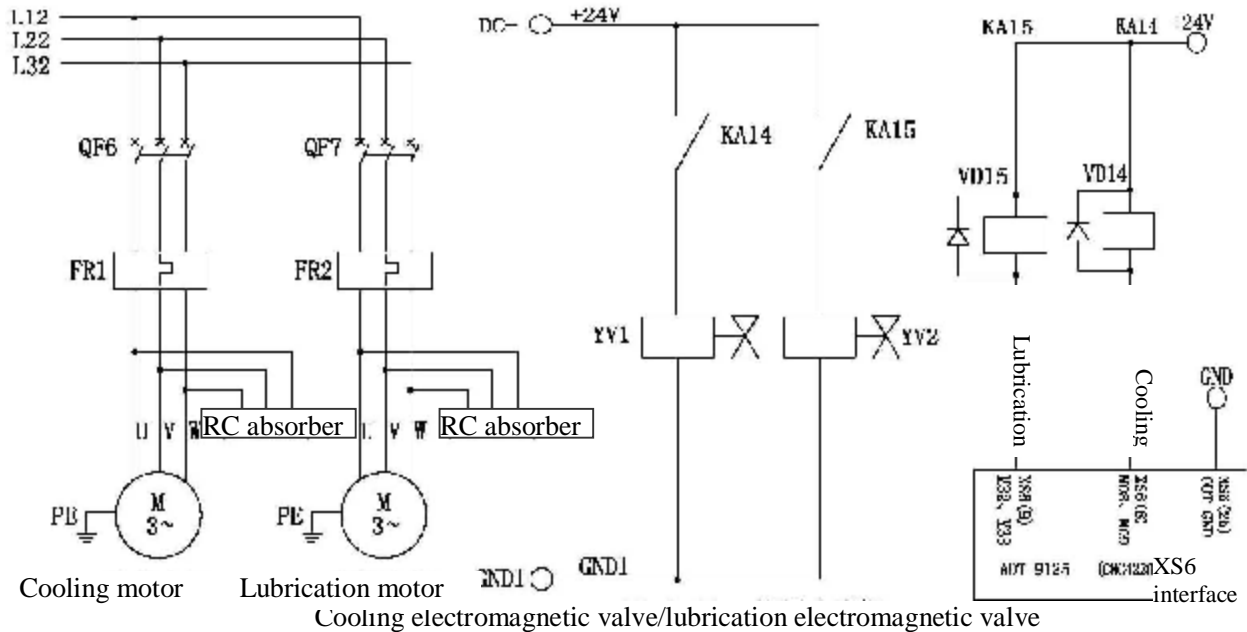 L12
L22
L32
DC- +24V
KA15 KA14 24V
QF6 QF7
KA14 KA15
VD15 VD14
FR1 FR2
YV1 YV2
Lubrication
Cooling
GND
RC absorber RC absorber
U V W V W
M
3~
M
3~
PE PE
ADT 9125
XS6
interface
GND1 GND1
Cooling motor Lubrication motor
Cooling electromagnetic valve/lubrication electromagnetic valve